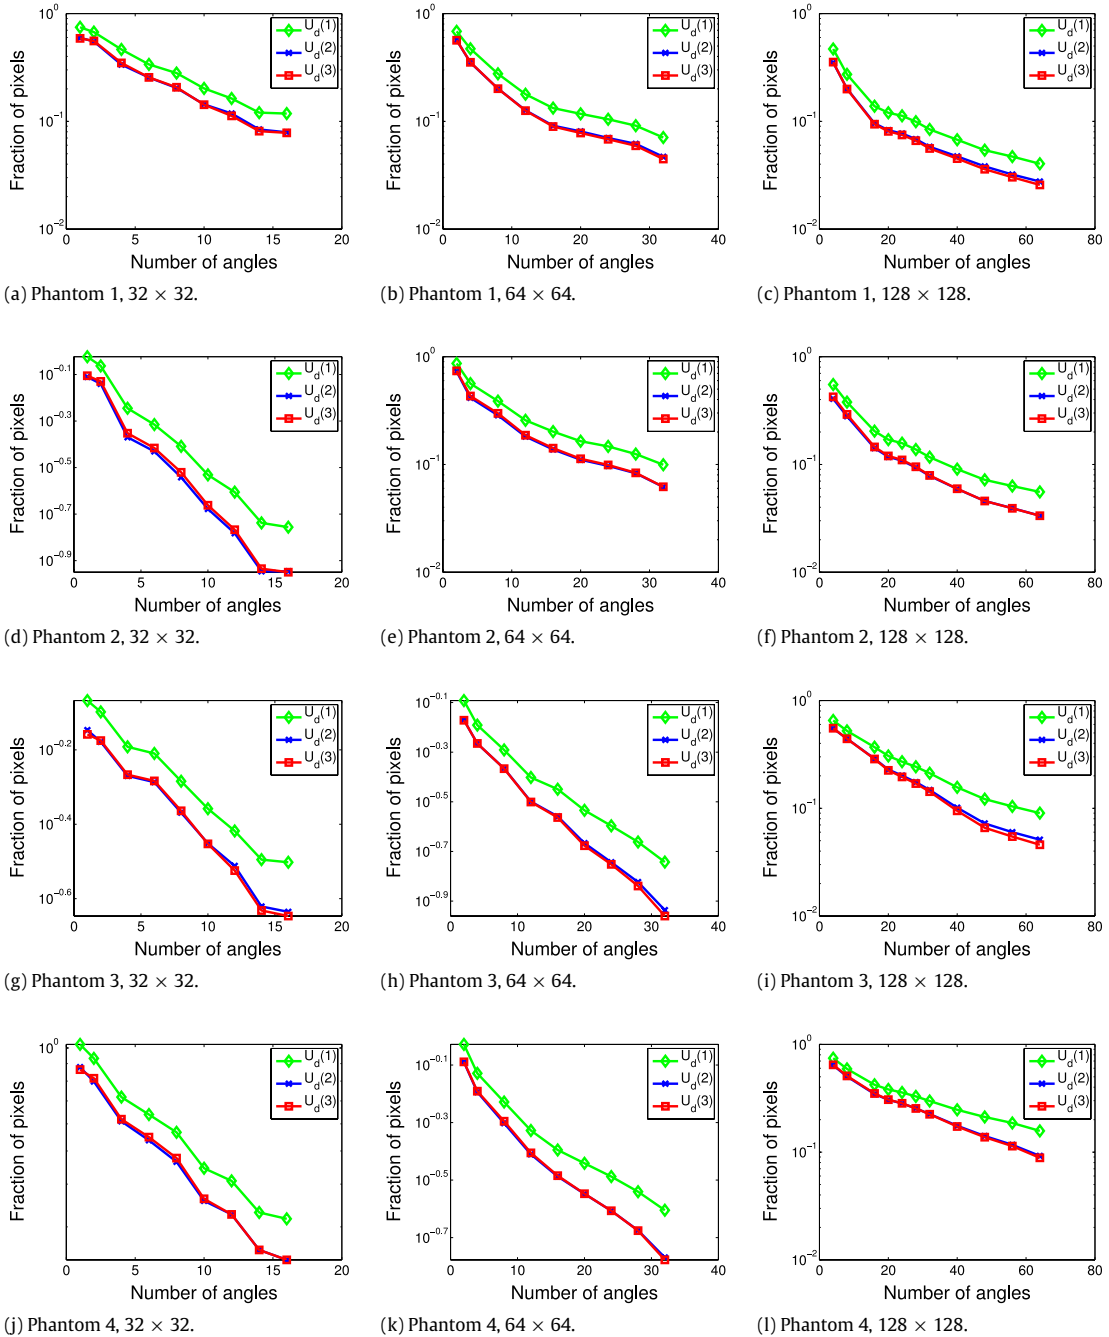 10^0
10^-1
10^-2
Fraction of pixels
0 5 10 15 20
Number of angles
U_d(1)
U_d(2)
U_d(3)
(a) Phantom 1, 32 × 32.
10^0
10^-1
10^-2
Fraction of pixels
0 10 20 30 40
Number of angles
U_d(1)
U_d(2)
U_d(3)
(b) Phantom 1, 64 × 64.
10^0
10^-1
10^-2
Fraction of pixels
0 20 40 60 80
Number of angles
U_d(1)
U_d(2)
U_d(3)
(c) Phantom 1, 128 × 128.
10^-0.1
10^-0.3
10^-0.5
10^-0.7
10^-0.9
Fraction of pixels
0 5 10 15 20
Number of angles
U_d(1)
U_d(2)
U_d(3)
(d) Phantom 2, 32 × 32.
10^0
10^-1
10^-2
Fraction of pixels
0 10 20 30 40
Number of angles
U_d(1)
U_d(2)
U_d(3)
(e) Phantom 2, 64 × 64.
10^0
10^-1
10^-2
Fraction of pixels
0 20 40 60 80
Number of angles
U_d(1)
U_d(2)
U_d(3)
(f) Phantom 2, 128 × 128.
10^-0.2
10^-0.4
10^-0.6
Fraction of pixels
0 5 10 15 20
Number of angles
U_d(1)
U_d(2)
U_d(3)
(g) Phantom 3, 32 × 32.
10^-0.1
10^-0.3
10^-0.5
10^-0.7
10^-0.9
Fraction of pixels
0 10 20 30 40
Number of angles
U_d(1)
U_d(2)
U_d(3)
(h) Phantom 3, 64 × 64.
10^0
10^-1
10^-2
Fraction of pixels
0 20 40 60 80
Number of angles
U_d(1)
U_d(2)
U_d(3)
(i) Phantom 3, 128 × 128.
10^0
Fraction of pixels
0 5 10 15 20
Number of angles
U_d(1)
U_d(2)
U_d(3)
(j) Phantom 4, 32 × 32.
10^-0.1
10^-0.3
10^-0.5
10^-0.7
Fraction of pixels
0 10 20 30 40
Number of angles
U_d(1)
U_d(2)
U_d(3)
(k) Phantom 4, 64 × 64.
10^0
10^-1
10^-2
Fraction of pixels
0 20 40 60 80
Number of angles
U_d(1)
U_d(2)
U_d(3)
(l) Phantom 4, 128 × 128.